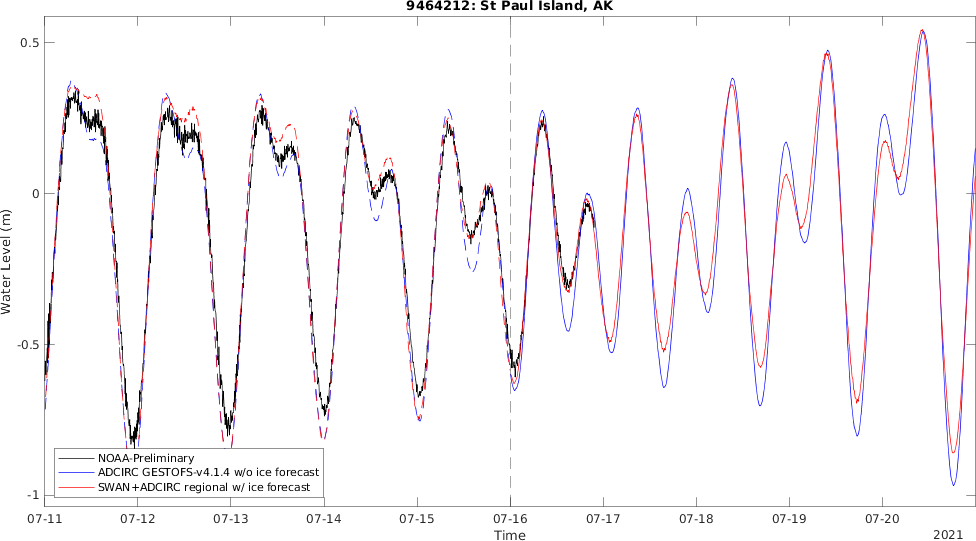 9464212: St Paul Island, AK
0.5
0
-0.5
-1
Water Level (m)
NOAA-Preliminary
ADCIRC GESTOFS-v4.1.4 w/o ice forecast
SWAN+ADCIRC regional w/ ice forecast
07-11 07-12 07-13 07-14 07-15 07-16 07-17 07-18 07-19 07-20
Time
2021